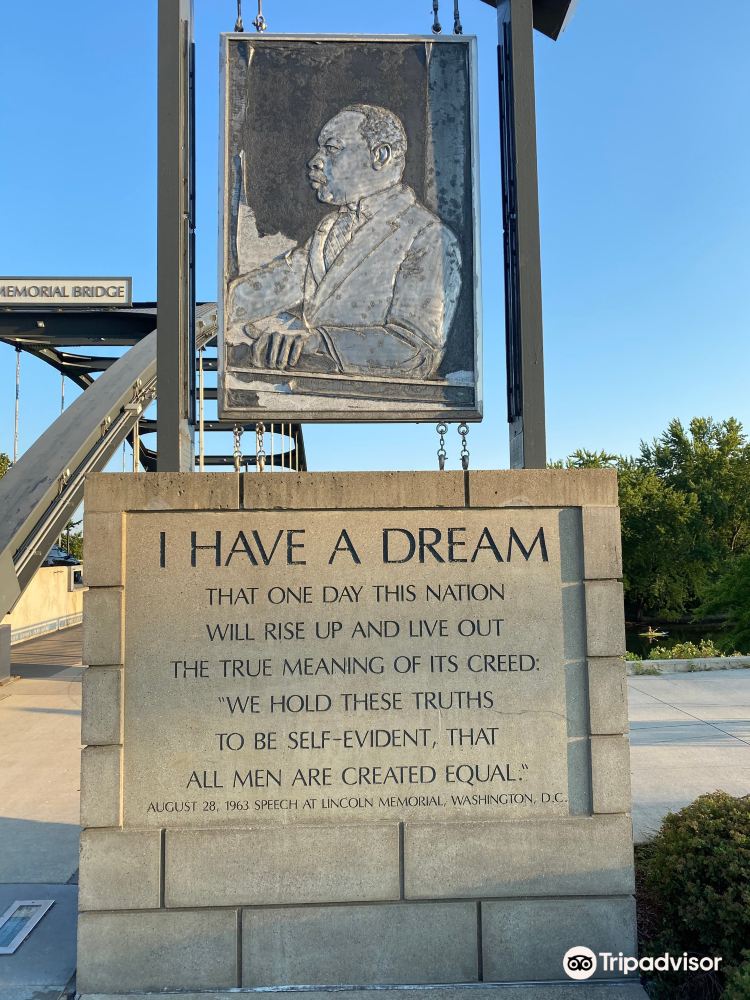 MEMORIAL BRIDGE
I HAVE A DREAM
THAT ONE DAY THIS NATION
WILL RISE UP AND LIVE OUT
THE TRUE MEANING OF ITS CREED:
"WE HOLD THESE TRUTHS
TO BE SELF-EVIDENT, THAT
ALL MEN ARE CREATED EQUAL."
AUGUST 28, 1963 SPEECH AT LINCOLN MEMORIAL, WASHINGTON, D.C.
Tripadvisor